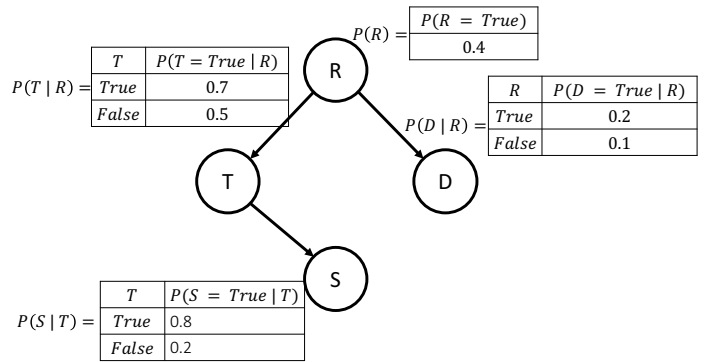 P(R) =
P(R = True)
0.4
R
P(T | R) =
T P(T = True | R)
True 0.7
False 0.5
P(D | R) =
R P(D = True | R)
True 0.2
False 0.1
T
D
S
P(S | T) =
T P(S = True | T)
True 0.8
False 0.2